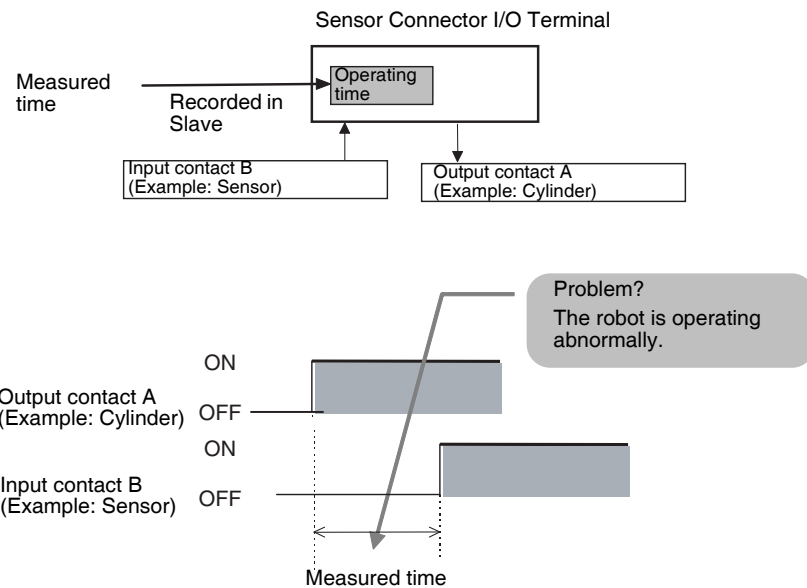 Sensor Connector I/O Terminal
Measured
time
Operating
time
Recorded in
Slave
Input contact B
(Example: Sensor)
Output contact A
(Example: Cylinder)
Problem?
The robot is operating
abnormally.
ON
Output contact A
(Example: Cylinder)
OFF
ON
Input contact B
(Example: Sensor)
OFF
Measured time